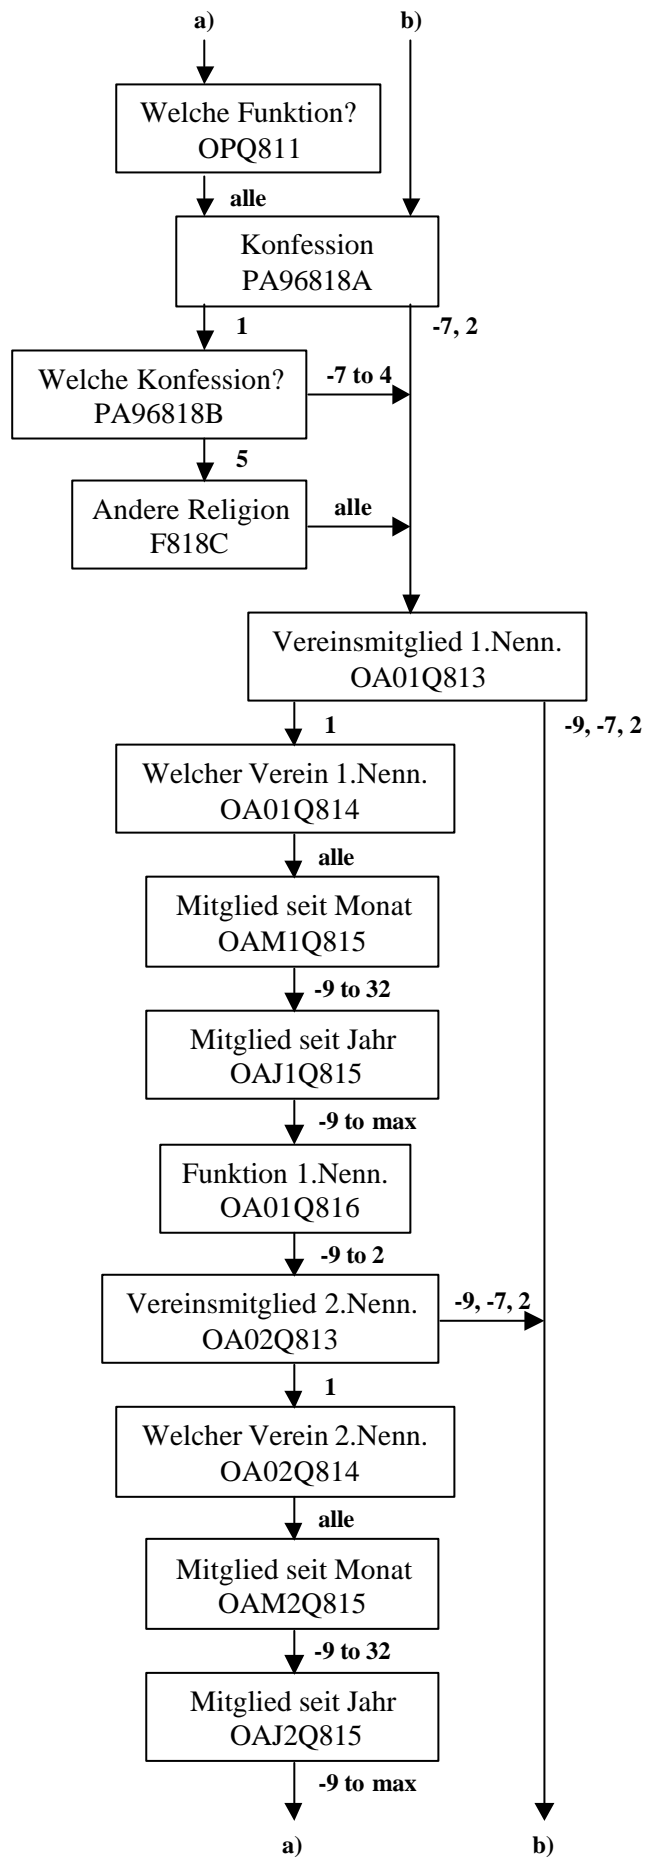 a) b)
Welche Funktion?
OPQ811
alle
Konfession
PA96818A
1 -7, 2
Welche Konfession?
PA96818B
-7 to 4
5
Andere Religion
F818C
alle
Vereinsmitglied 1.Nenn.
OA01Q813
1 -9, -7, 2
Welcher Verein 1.Nenn.
OA01Q814
alle
Mitglied seit Monat
OAM1Q815
-9 to 32
Mitglied seit Jahr
OAJ1Q815
-9 to max
Funktion 1.Nenn.
OA01Q816
-9 to 2
Vereinsmitglied 2.Nenn.
OA02Q813
-9, -7, 2
1
Welcher Verein 2.Nenn.
OA02Q814
alle
Mitglied seit Monat
OAM2Q815
-9 to 32
Mitglied seit Jahr
OAJ2Q815
-9 to max
a) b)